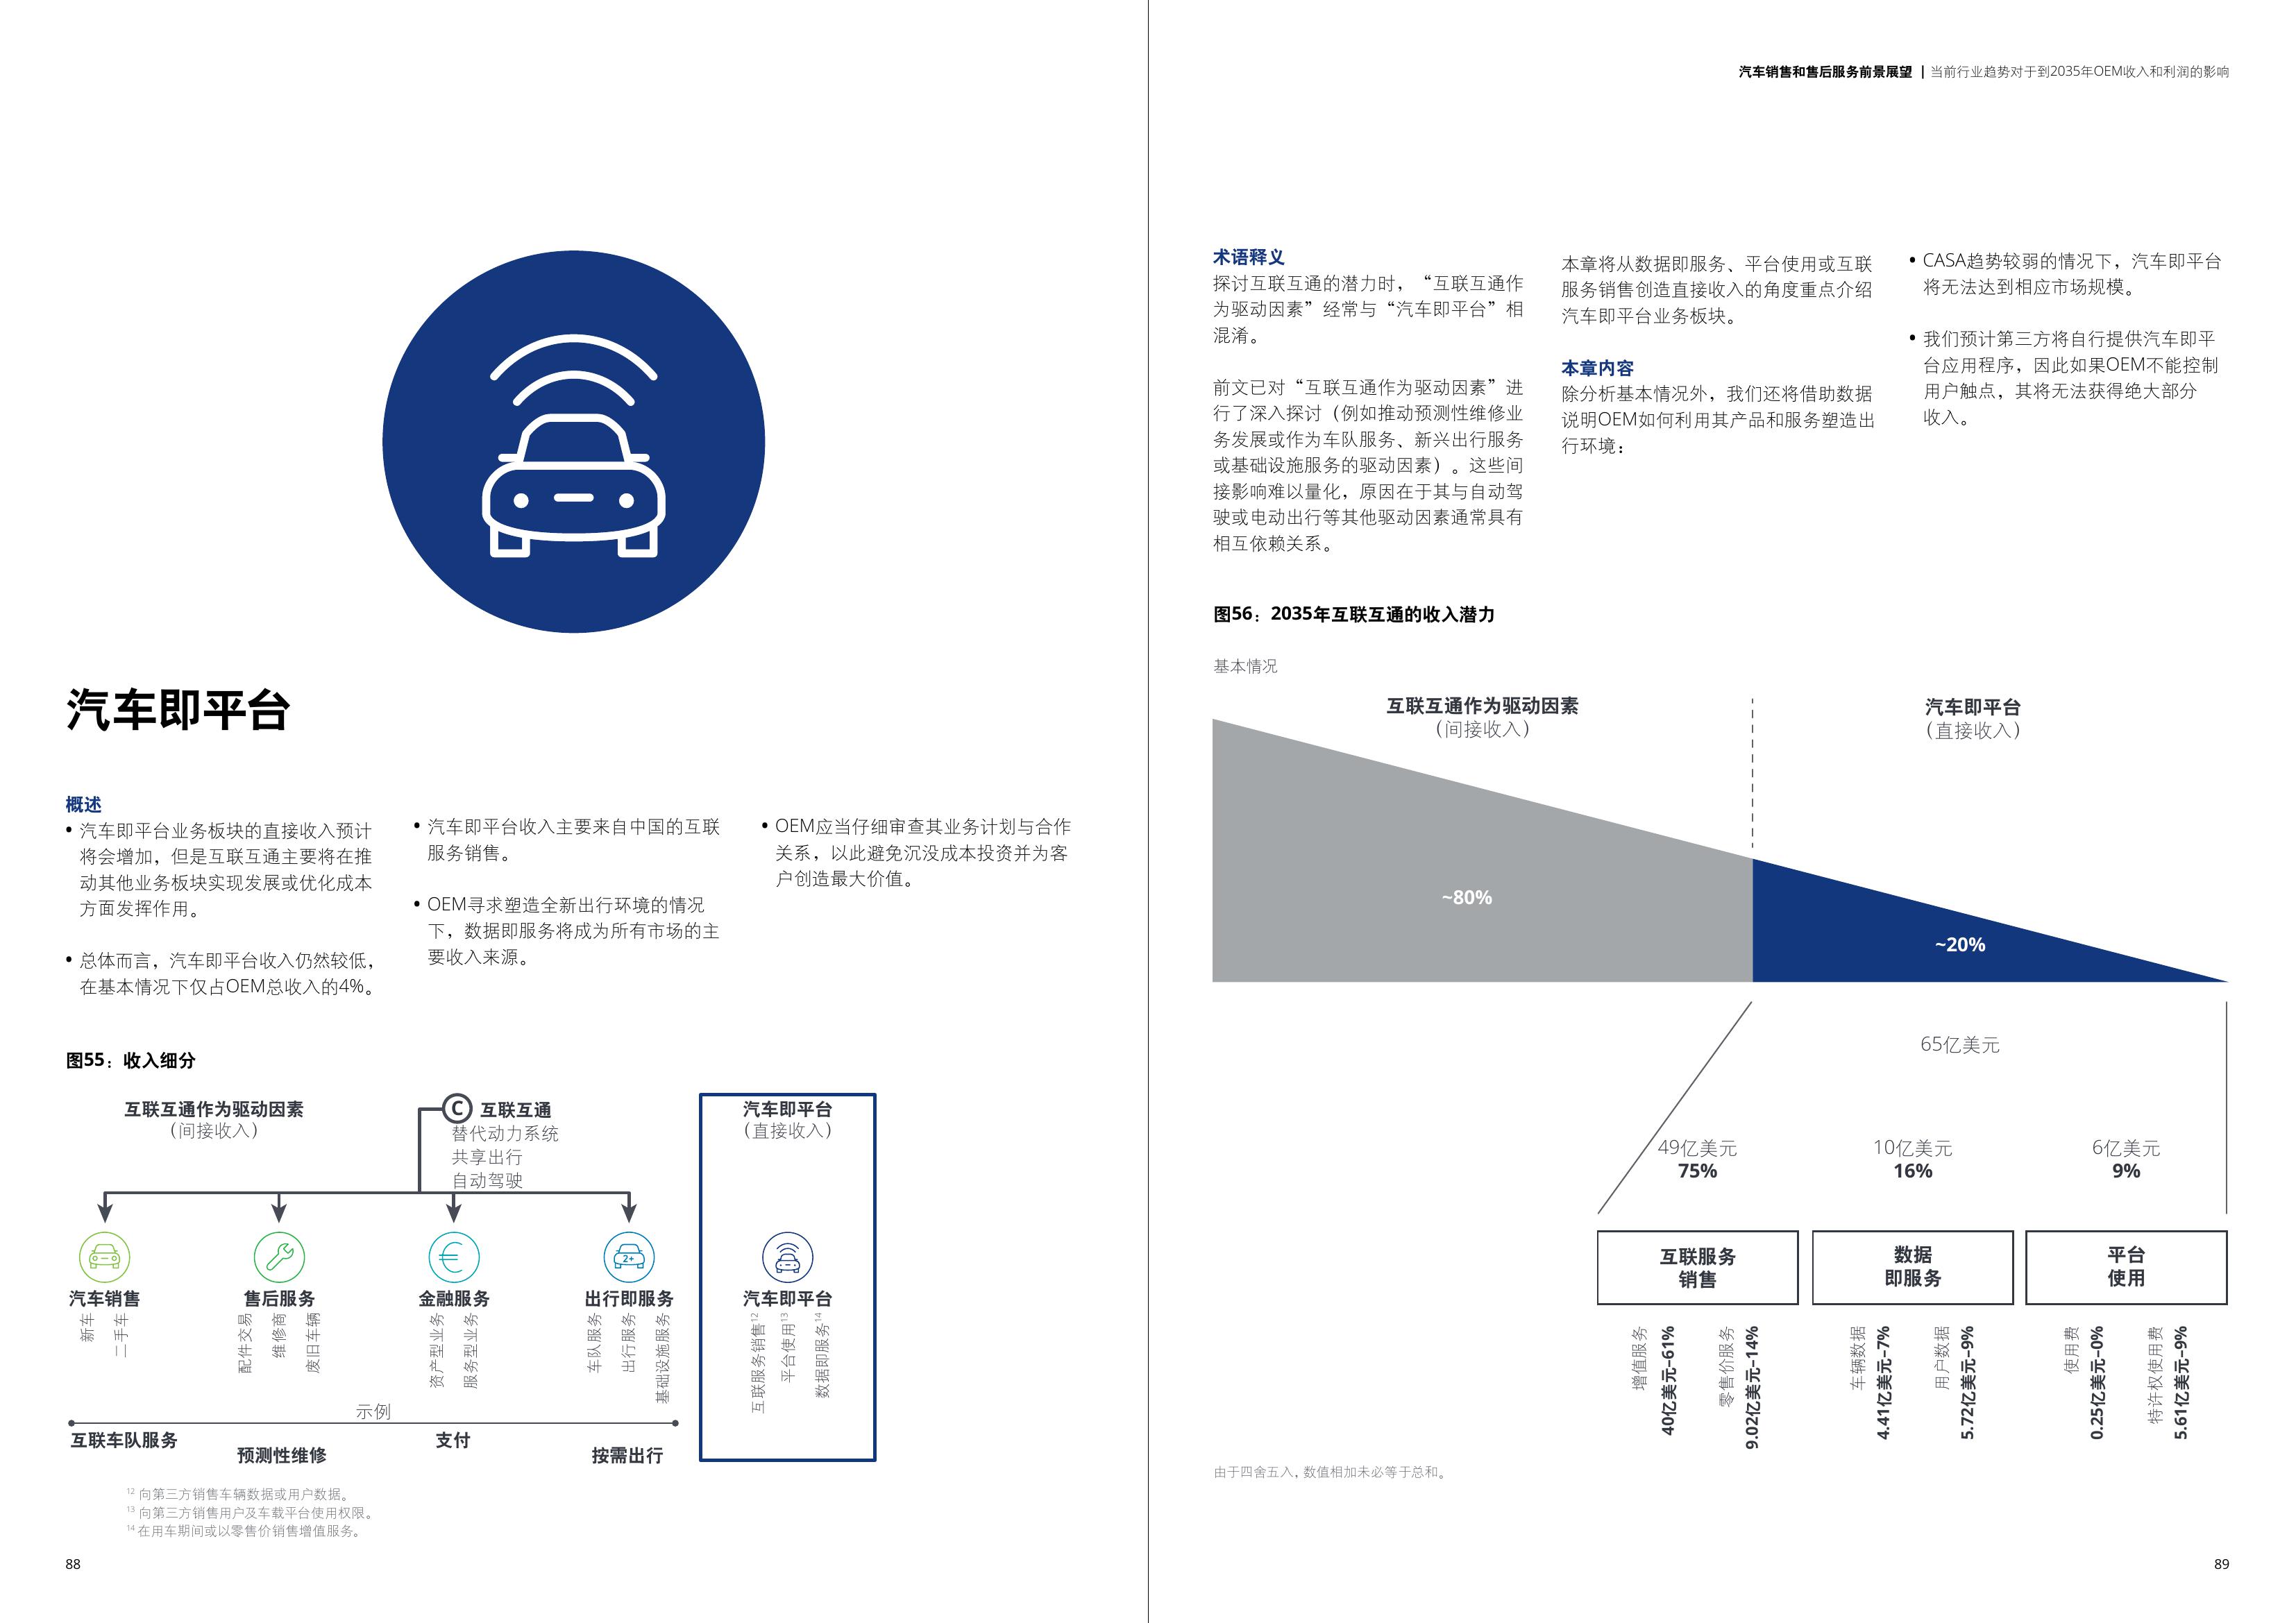 汽车即平台
概述
• 汽车即平台业务板块的直接收入预计
将会增加，但是互联互通主要将在推
动其他业务板块实现发展或优化成本
方面发挥作用。
• 总体而言，汽车即平台收入仍然较低，
在基本情况下仅占OEM总收入的4%。
• 汽车即平台收入主要来自中国的互联
服务销售。
• OEM寻求塑造全新出行环境的情况
下，数据即服务将成为所有市场的主
要收入来源。
• OEM应当仔细审查其业务计划与合作
关系，以此避免沉没成本投资并为客
户创造最大价值。
图55：收入细分
互联互通作为驱动因素
（间接收入）
C 互联互通
替代动力系统
共享出行
自动驾驶
汽车即平台
（直接收入）
汽车销售
新车
二手车
售后服务
配件交易
维修商
废旧车辆
金融服务
资产型业务
服务型业务
2+
出行即服务
车队服务
出行服务
基础设施服务
汽车即平台
互联服务销售12
平台使用13
数据即服务14
示例
互联车队服务
预测性维修
支付
按需出行
12 向第三方销售车辆数据或用户数据。
13 向第三方销售用户及车载平台使用权限。
14 在用车期间或以零售价销售增值服务。
88
汽车销售和售后服务前景展望 | 当前行业趋势对于到2035年OEM收入和利润的影响
术语释义
探讨互联互通的潜力时，“互联互通作
为驱动因素”经常与“汽车即平台”相
混淆。
前文已对“互联互通作为驱动因素”进
行了深入探讨（例如推动预测性维修业
务发展或作为车队服务、新兴出行服务
或基础设施服务的驱动因素）。这些间
接影响难以量化，原因在于其与自动驾
驶或电动出行等其他驱动因素通常具有
相互依赖关系。
本章将从数据即服务、平台使用或互联
服务销售创造直接收入的角度重点介绍
汽车即平台业务板块。
本章内容
除分析基本情况外，我们还将借助数据
说明OEM如何利用其产品和服务塑造出
行环境：
• CASA趋势较弱的情况下，汽车即平台
将无法达到相应市场规模。
• 我们预计第三方将自行提供汽车即平
台应用程序，因此如果OEM不能控制
用户触点，其将无法获得绝大部分
收入。
图56：2035年互联互通的收入潜力
基本情况
互联互通作为驱动因素
（间接收入）
汽车即平台
（直接收入）
~80%
~20%
65亿美元
49亿美元
75%
10亿美元
16%
6亿美元
9%
互联服务
销售
数据
即服务
平台
使用
增值服务
40亿美元–61%
零售价服务
9.02亿美元–14%
车辆数据
4.41亿美元–7%
用户数据
5.72亿美元–9%
使用费
0.25亿美元–0%
特许权使用费
5.61亿美元–9%
由于四舍五入，数值相加未必等于总和。
89